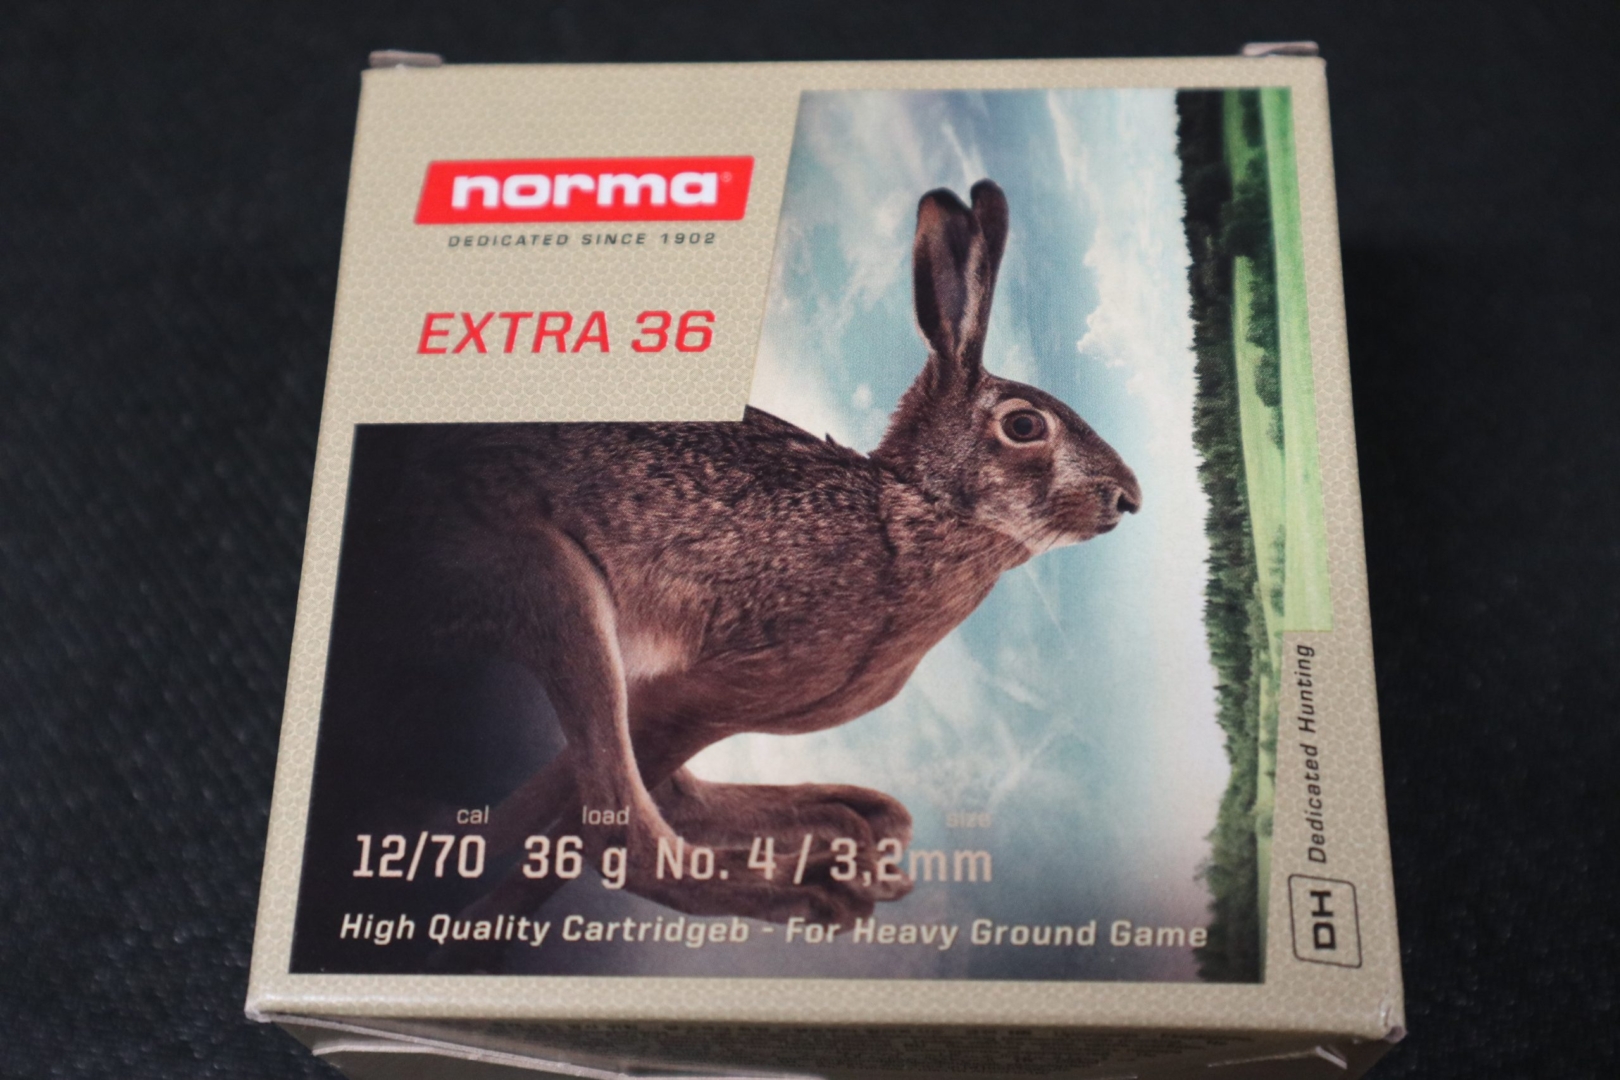 norma®
DEDICATED SINCE 1902
EXTRA 36
cal load size
12/70 36 g No. 4 / 3,2mm
High Quality Cartridgeb - For Heavy Ground Game
DH Dedicated Hunting